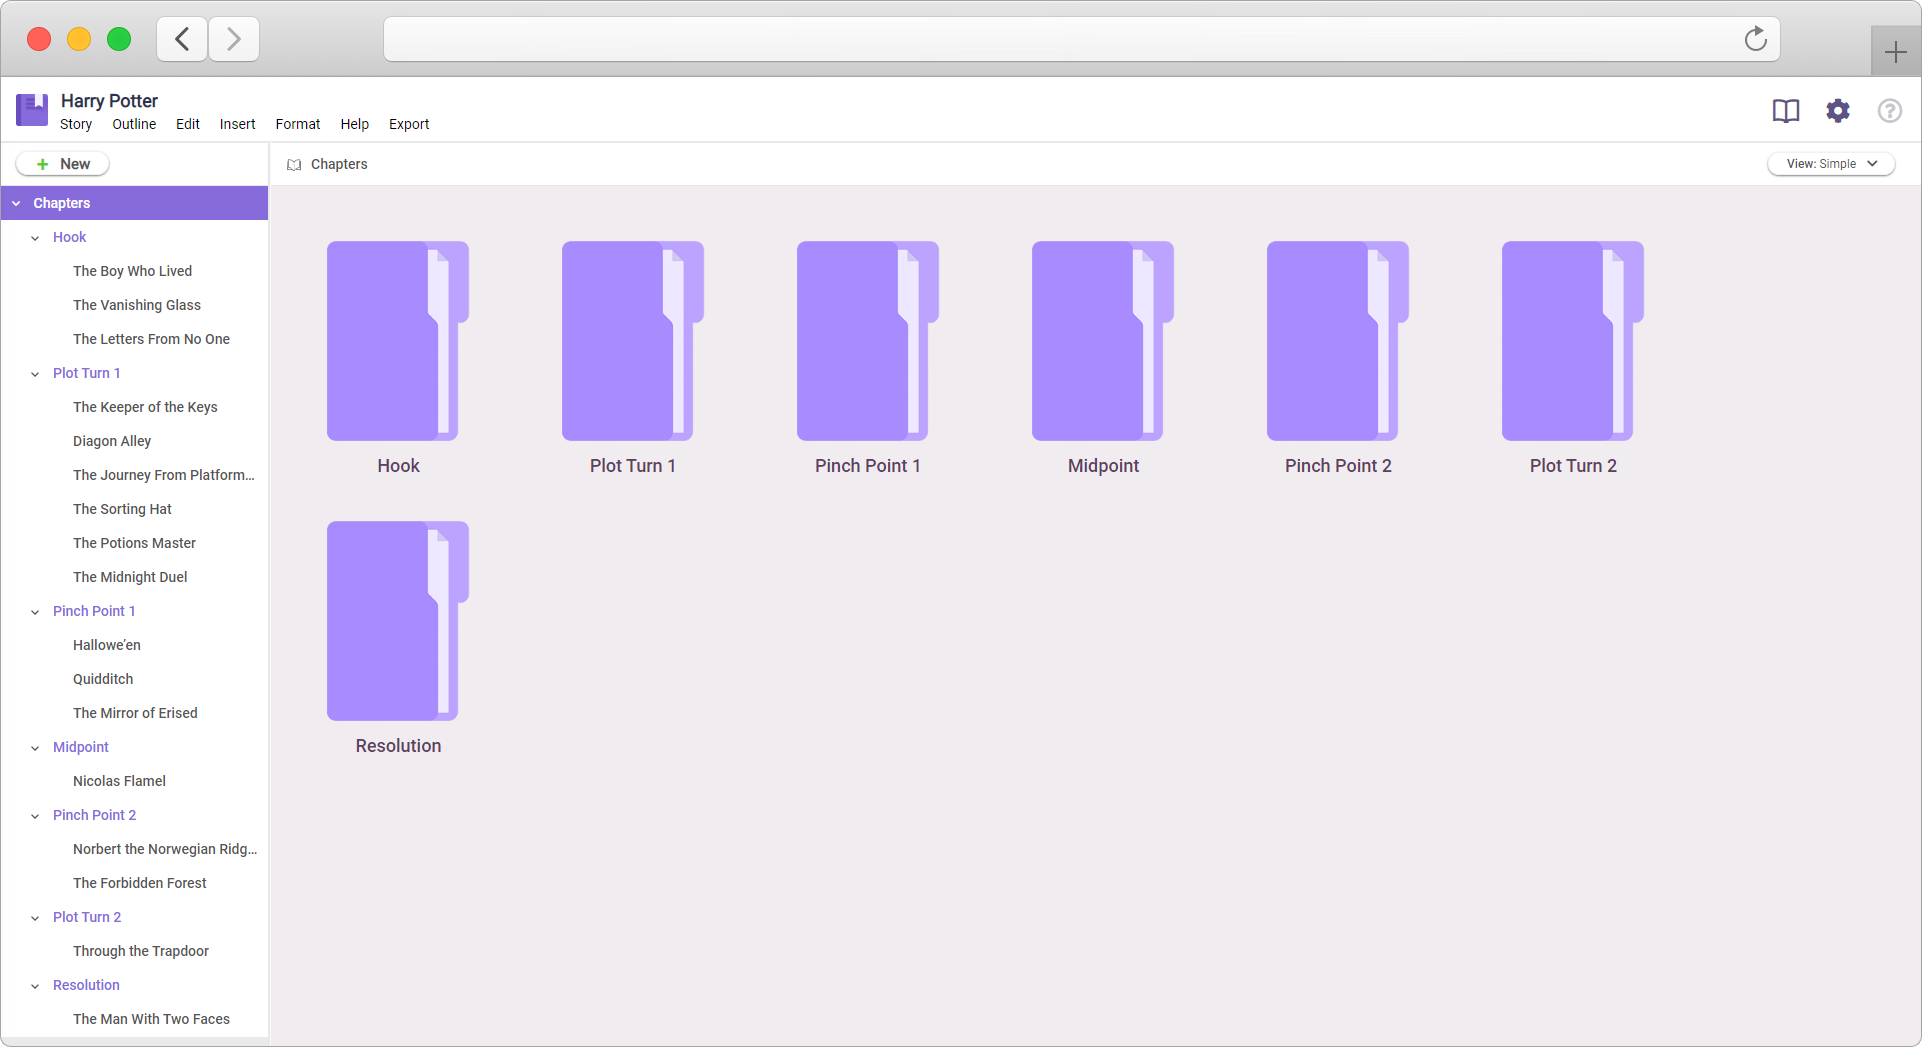 Harry Potter
Story Outline Edit Insert Format Help Export
+ New
Chapters
View: Simple
Chapters
Hook
The Boy Who Lived
The Vanishing Glass
The Letters From No One
Plot Turn 1
The Keeper of the Keys
Diagon Alley
The Journey From Platform...
The Sorting Hat
The Potions Master
The Midnight Duel
Pinch Point 1
Hallowe’en
Quidditch
The Mirror of Erised
Midpoint
Nicolas Flamel
Pinch Point 2
Norbert the Norwegian Ridg...
The Forbidden Forest
Plot Turn 2
Through the Trapdoor
Resolution
The Man With Two Faces
Hook Plot Turn 1 Pinch Point 1 Midpoint Pinch Point 2 Plot Turn 2
Resolution